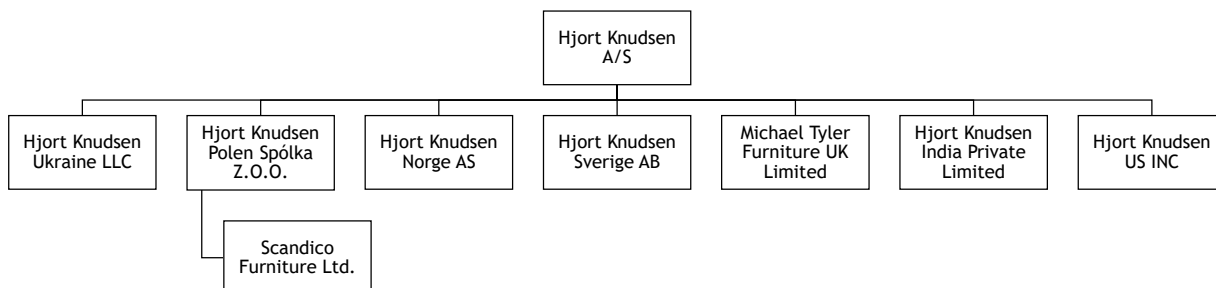 Hjort Knudsen
A/S
Hjort Knudsen
Ukraine LLC
Hjort Knudsen
Polen Spólka
Z.O.O.
Hjort Knudsen
Norge AS
Hjort Knudsen
Sverige AB
Michael Tyler
Furniture UK
Limited
Hjort Knudsen
India Private
Limited
Hjort Knudsen
US INC
Scandico
Furniture Ltd.